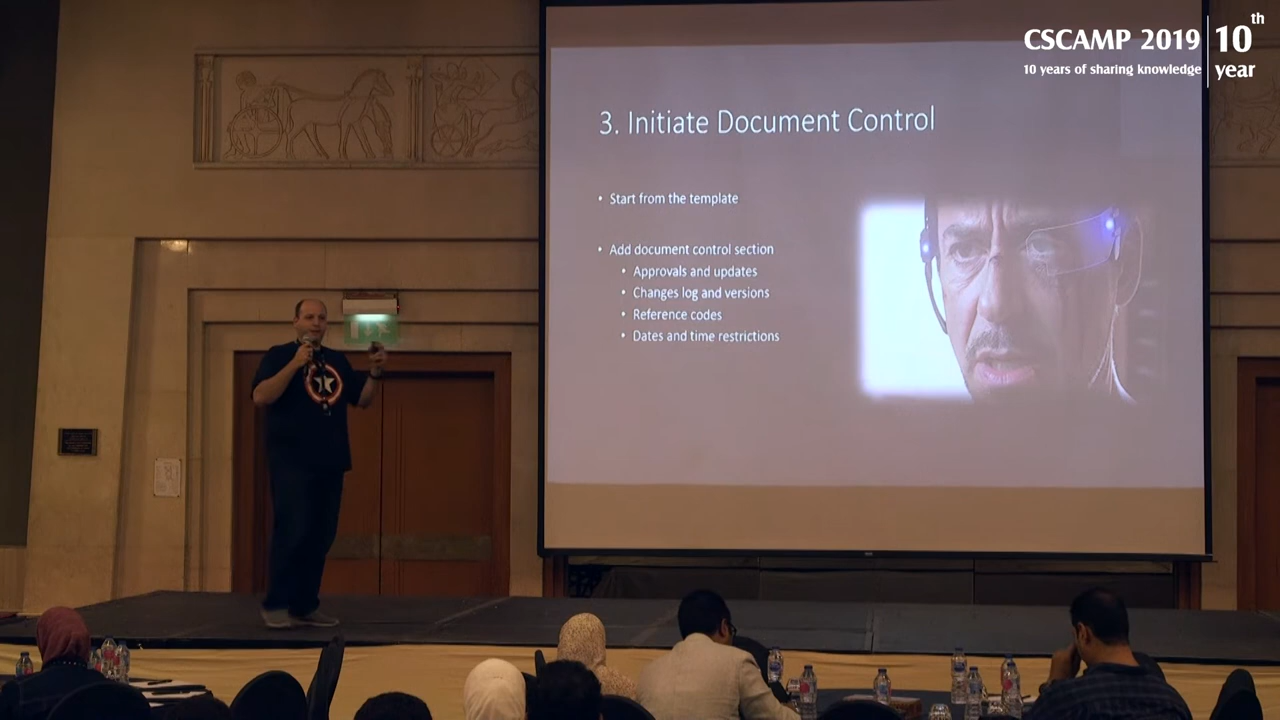 CSCAMP 2019
10 years of sharing knowledge
10th
year
3. Initiate Document Control
• Start from the template
• Add document control section
• Approvals and updates
• Changes log and versions
• Reference codes
• Dates and time restrictions